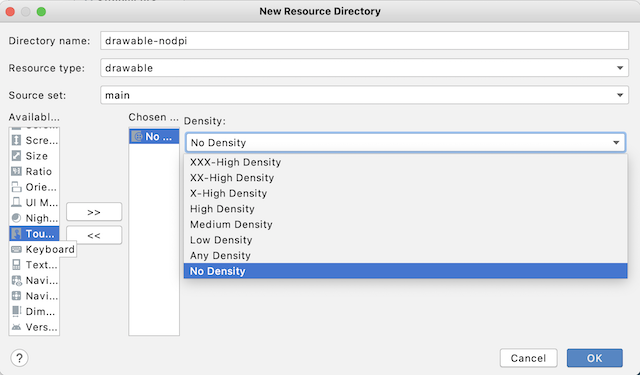 New Resource Directory
Directory name: drawable-nodpi
Resource type: drawable
Source set: main
Availabl...
Scre...
Size
Ratio
Orie...
UI M...
Nigh...
Tou...
Keyboard
Text...
Navi...
Navi...
Dim...
Vers...
>>
<<
Chosen ...
No ...
Density:
No Density
XXX-High Density
XX-High Density
X-High Density
High Density
Medium Density
Low Density
Any Density
No Density
?
Cancel
OK